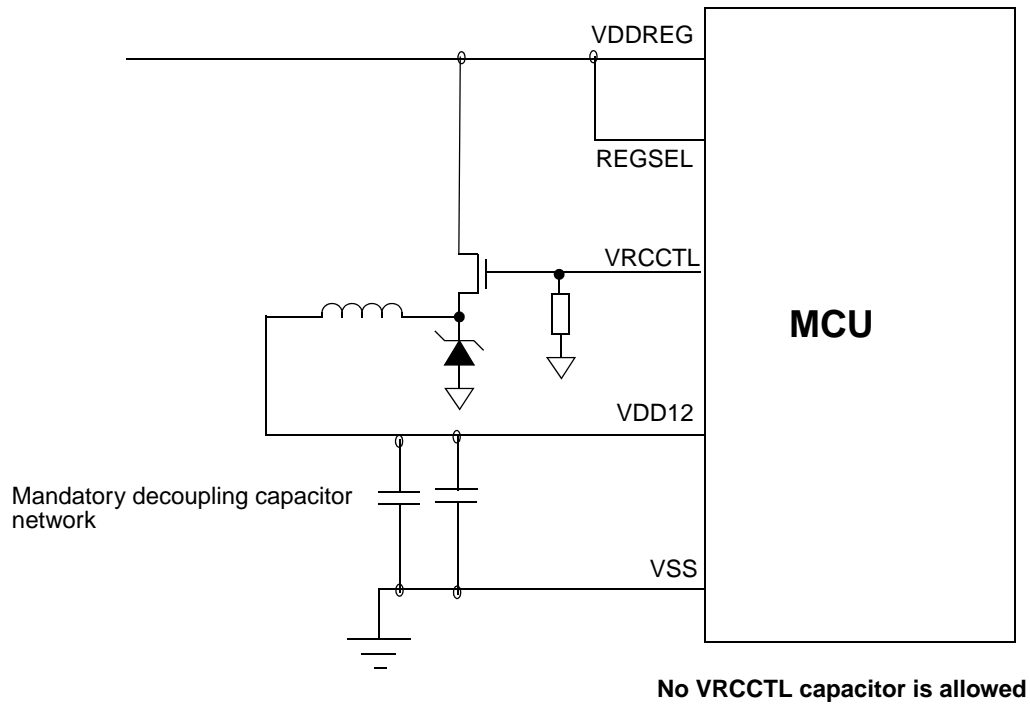 VDDREG
REGSEL
VRCCTL
MCU
VDD12
Mandatory decoupling capacitor
network
VSS
No VRCCTL capacitor is allowed